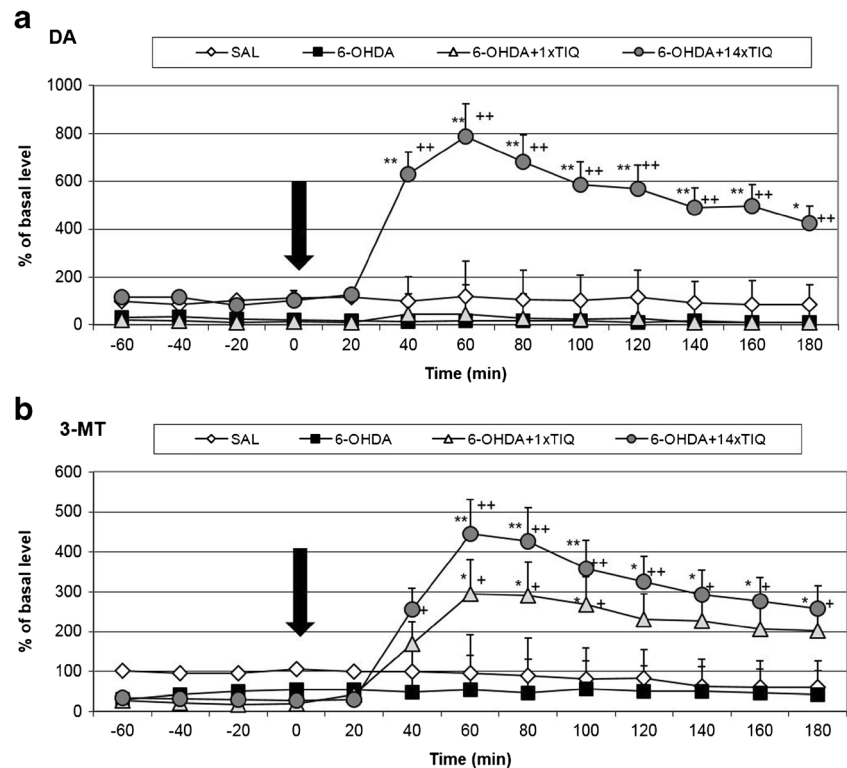 a
DA
SAL 6-OHDA 6-OHDA+1xTIQ 6-OHDA+14xTIQ
1000
800
600
400
200
0
% of basal level
** ++
** ++
** ++
** ++
** ++
** ++
** ++
* ++
-60 -40 -20 0 20 40 60 80 100 120 140 160 180
Time (min)
b
3-MT
SAL 6-OHDA 6-OHDA+1xTIQ 6-OHDA+14xTIQ
600
500
400
300
200
100
0
% of basal level
+
** ++
** ++
** ++
* ++
* +
* +
* +
* +
* +
* +
-60 -40 -20 0 20 40 60 80 100 120 140 160 180
Time (min)